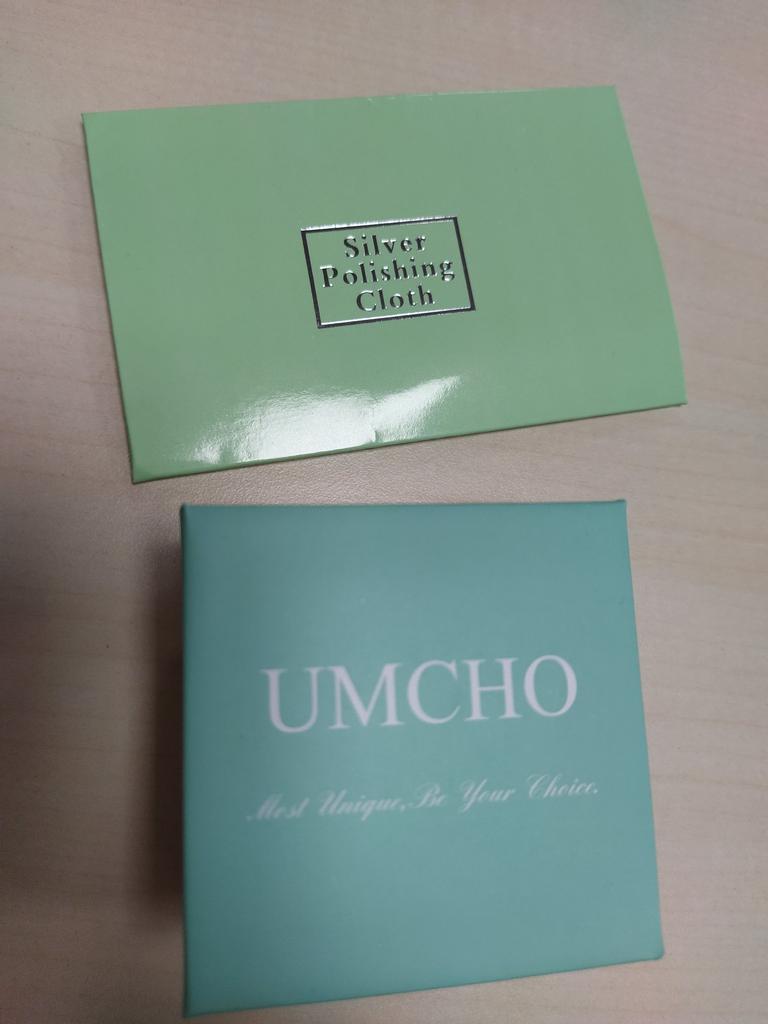 Silver
Polishing
Cloth
UMCHO
Most Unique,Be Your Choice.